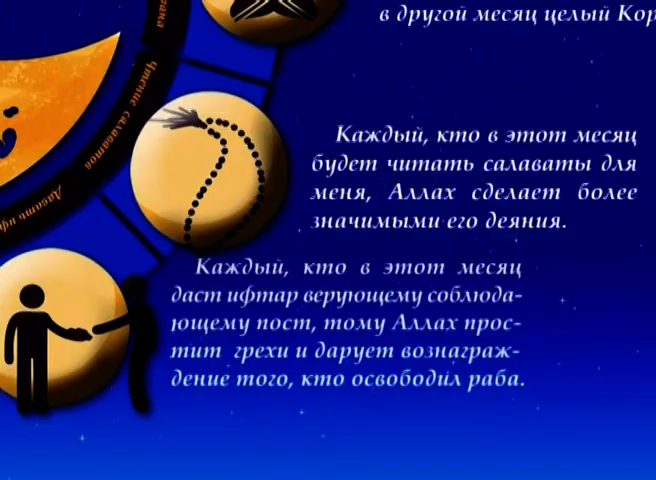 в другой месяц целый Кор
Каждый, кто в этот месяц
будет читать салаваты для
меня, Аллах сделает более
значимыми его деяния.
Каждый, кто в этот месяц
даст ифтар верующему соблюда-
ющему пост, тому Аллах прос-
тит грехи и дарует вознаграж-
дение того, кто освободил раба.
Чтение салаватов
Давать иф